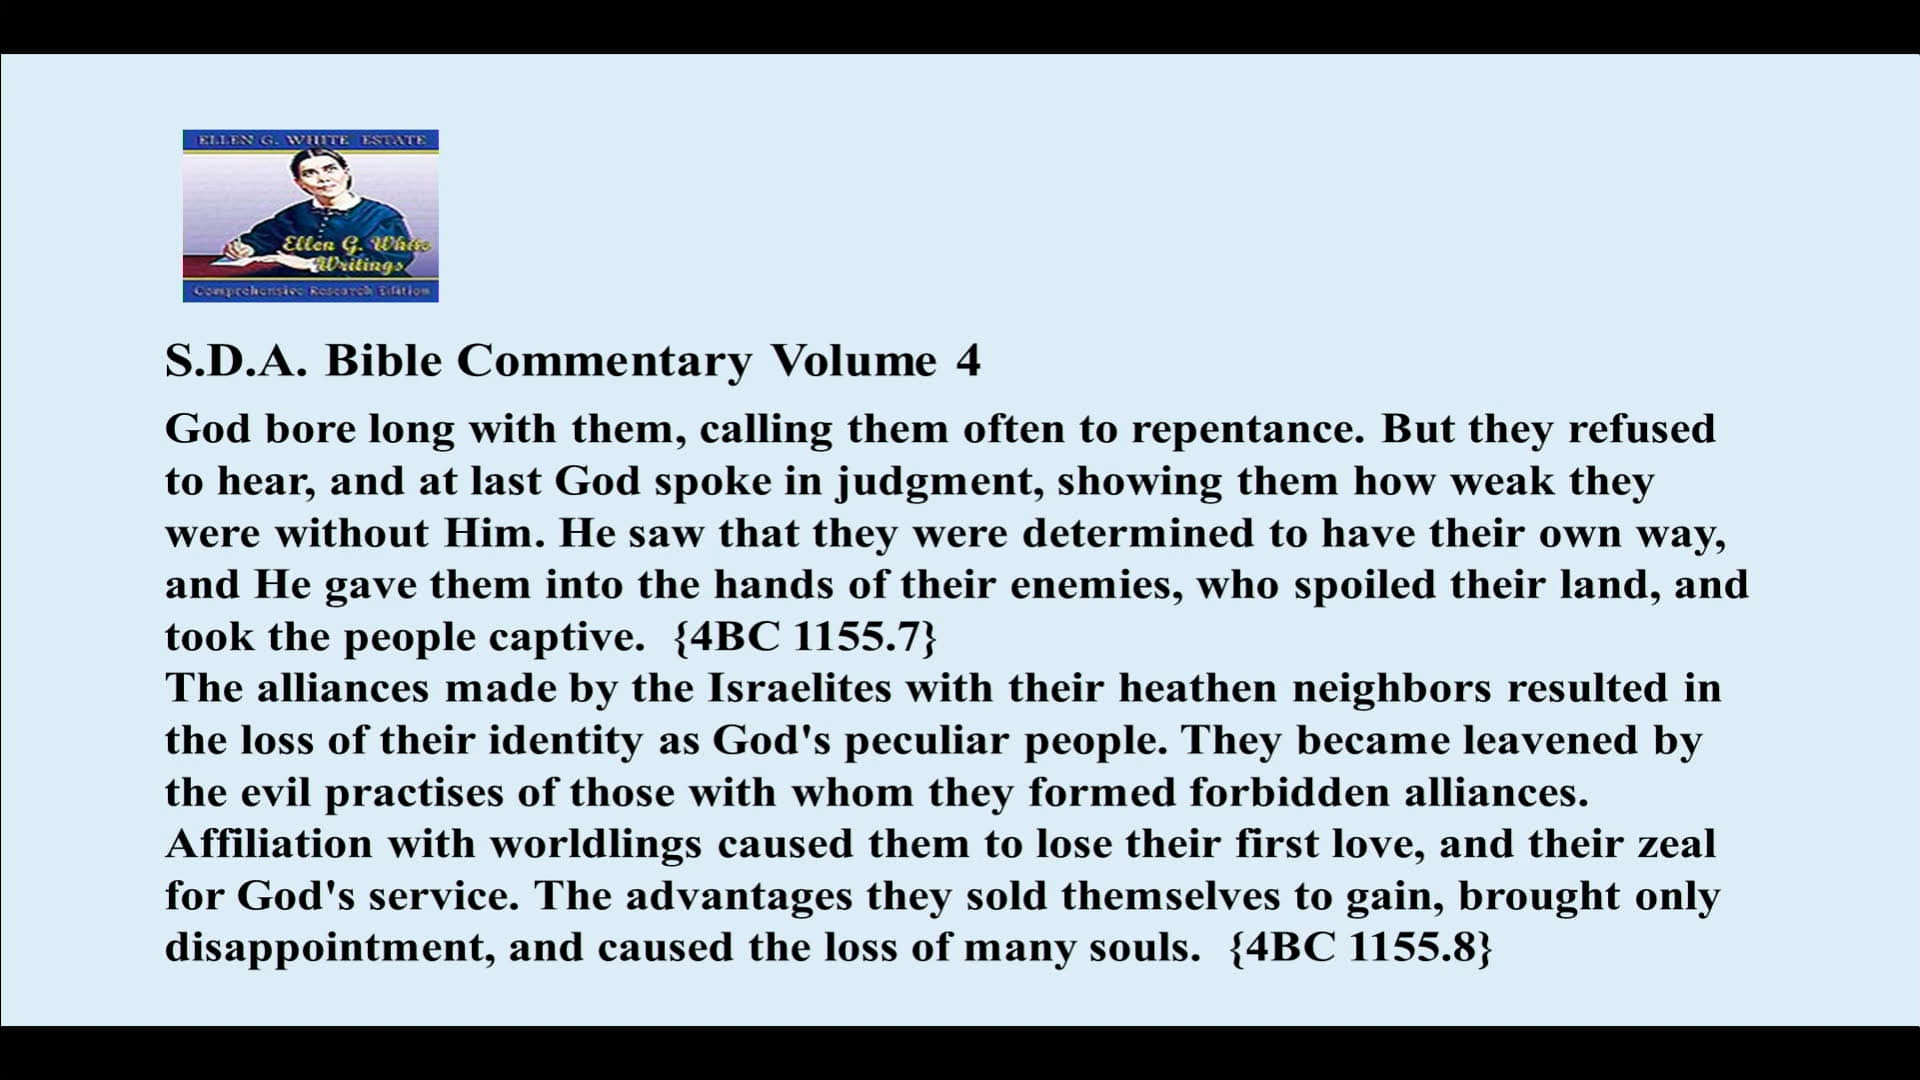 ELLEN G. WHITE ESTATE
Ellen G. White
Writings
Comprehensive Research Edition
S.D.A. Bible Commentary Volume 4
God bore long with them, calling them often to repentance. But they refused
to hear, and at last God spoke in judgment, showing them how weak they
were without Him. He saw that they were determined to have their own way,
and He gave them into the hands of their enemies, who spoiled their land, and
took the people captive. {4BC 1155.7}
The alliances made by the Israelites with their heathen neighbors resulted in
the loss of their identity as God's peculiar people. They became leavened by
the evil practises of those with whom they formed forbidden alliances.
Affiliation with worldlings caused them to lose their first love, and their zeal
for God's service. The advantages they sold themselves to gain, brought only
disappointment, and caused the loss of many souls. {4BC 1155.8}